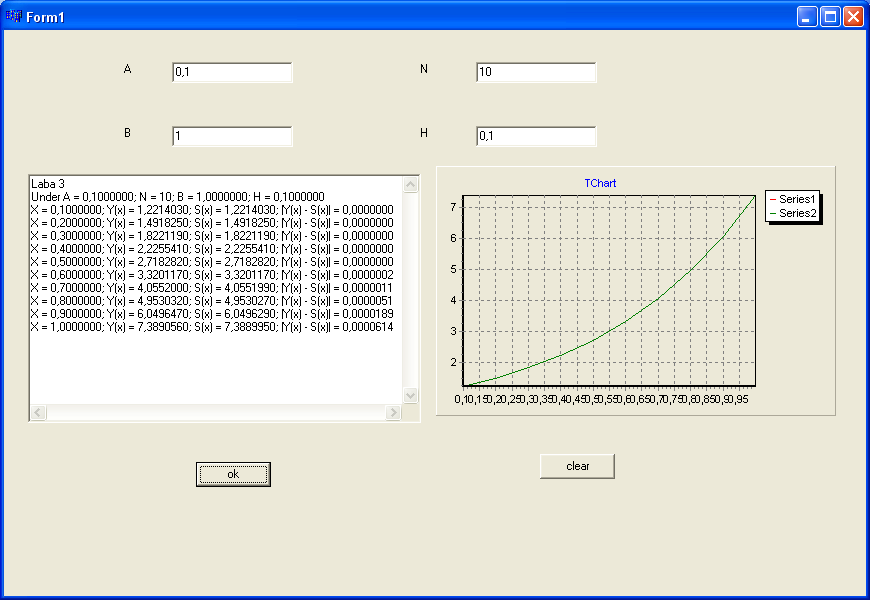 Form1
A 0,1 N 10
B 1 H 0,1
Laba 3
Under A = 0,1000000; N = 10; B = 1,0000000; H = 0,1000000
X = 0,1000000; Y(x) = 1,2214030; S(x) = 1,2214030; |Y(x) - S(x)| = 0,0000000
X = 0,2000000; Y(x) = 1,4918250; S(x) = 1,4918250; |Y(x) - S(x)| = 0,0000000
X = 0,3000000; Y(x) = 1,8221190; S(x) = 1,8221190; |Y(x) - S(x)| = 0,0000000
X = 0,4000000; Y(x) = 2,2255410; S(x) = 2,2255410; |Y(x) - S(x)| = 0,0000000
X = 0,5000000; Y(x) = 2,7182820; S(x) = 2,7182820; |Y(x) - S(x)| = 0,0000000
X = 0,6000000; Y(x) = 3,3201170; S(x) = 3,3201170; |Y(x) - S(x)| = 0,0000002
X = 0,7000000; Y(x) = 4,0552000; S(x) = 4,0551990; |Y(x) - S(x)| = 0,0000011
X = 0,8000000; Y(x) = 4,9530320; S(x) = 4,9530270; |Y(x) - S(x)| = 0,0000051
X = 0,9000000; Y(x) = 6,0496470; S(x) = 6,0496290; |Y(x) - S(x)| = 0,0000189
X = 1,0000000; Y(x) = 7,3890560; S(x) = 7,3889950; |Y(x) - S(x)| = 0,0000614
TChart
Series1
Series2
7
6
5
4
3
2
0,10,150,20,250,30,350,40,450,50,550,60,650,70,750,80,850,90,95
ok
clear